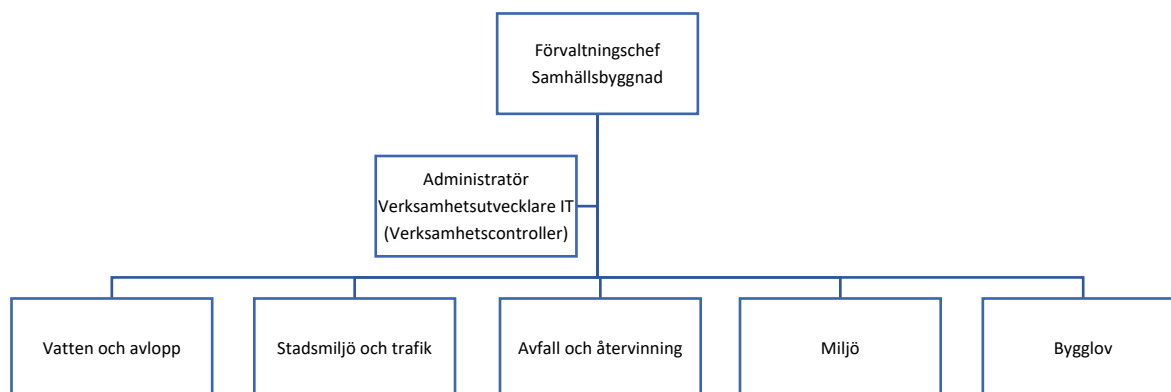 Förvaltningschef
Samhällsbyggnad
Administratör
Verksamhetsutvecklare IT
(Verksamhetscontroller)
Vatten och avlopp
Stadsmiljö och trafik
Avfall och återvinning
Miljö
Bygglov